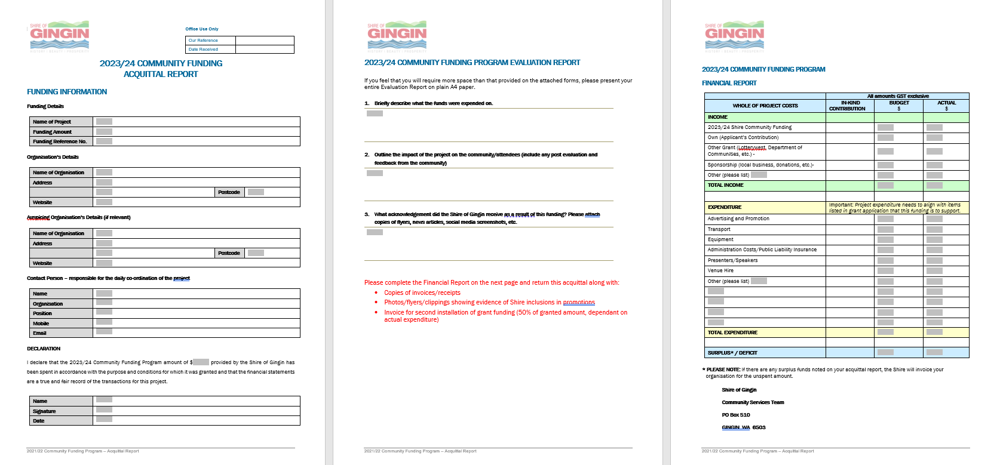 SHIRE OF
GINGIN
HISTORY | BEAUTY | PROSPERITY
Office Use Only
Our Reference
Date Received
2023/24 COMMUNITY FUNDING
ACQUITTAL REPORT
FUNDING INFORMATION
Funding Details
Name of Project
Funding Amount
Funding Reference No.
Organisation's Details
Name of Organisation
Address
Postcode
Website
Auspicing Organisation's Details (if relevant)
Name of Organisation
Address
Postcode
Website
Contact Person – responsible for the daily co-ordination of the project
Name
Organisation
Position
Mobile
Email
DECLARATION
I declare that the 2023/24 Community Funding Program amount of $ provided by the Shire of Gingin has
been spent in accordance with the purpose and conditions for which it was granted and that the financial statements
are a true and fair record of the transactions for this project.
Name
Signature
Date
2021/22 Community Funding Program – Acquittal Report
SHIRE OF
GINGIN
HISTORY | BEAUTY | PROSPERITY
2023/24 COMMUNITY FUNDING PROGRAM EVALUATION REPORT
If you feel that you will require more space than that provided on the attached forms, please present your
entire Evaluation Report on plain A4 paper.
1. Briefly describe what the funds were expended on.
2. Outline the impact of the project on the community/attendees (include any post evaluation and
feedback from the community)
3. What acknowledgement did the Shire of Gingin receive as a result of this funding? Please attach
copies of flyers, news articles, social media screenshots, etc.
Please complete the Financial Report on the next page and return this acquittal along with:
• Copies of invoices/receipts
• Photos/flyers/clippings showing evidence of Shire inclusions in promotions
• Invoice for second installation of grant funding (50% of granted amount, dependant on
actual expenditure)
2021/22 Community Funding Program – Acquittal Report
SHIRE OF
GINGIN
HISTORY | BEAUTY | PROSPERITY
2023/24 COMMUNITY FUNDING PROGRAM
FINANCIAL REPORT
All amounts GST exclusive
WHOLE OF PROJECT COSTS
IN-KIND
CONTRIBUTION
BUDGET
$
ACTUAL
$
INCOME
2023/24 Shire Community Funding
Own (Applicant's Contribution)
Other Grant (Lotterywest, Department of
Communities, etc.) -
Sponsorship (local business, donations, etc.)-
Other (please list)
TOTAL INCOME
EXPENDITURE
Important: Project expenditure needs to align with items
listed in grant application that this funding is to support.
Advertising and Promotion
Transport
Equipment
Administration Costs/Public Liability Insurance
Presenters/Speakers
Venue Hire
Other (please list)
TOTAL EXPENDITURE
SURPLUS* / DEFICIT
* PLEASE NOTE: If there are any surplus funds noted on your acquittal report, the Shire will invoice your
organisation for the unspent amount.
Shire of Gingin
Community Services Team
PO Box 510
GINGIN WA 6503
2021/22 Community Funding Program – Acquittal Report